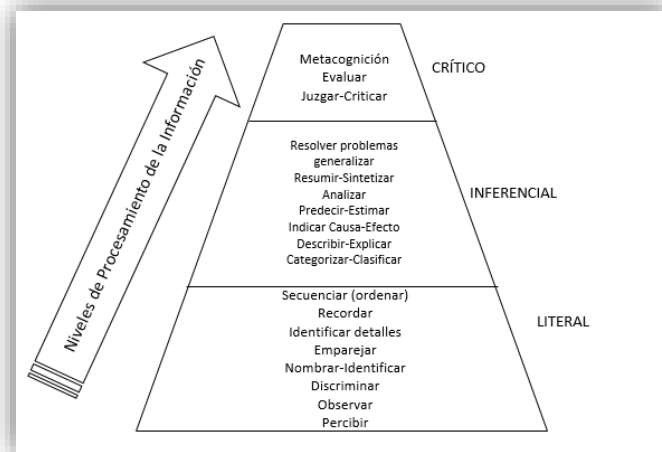 Niveles de Procesamiento de la Información
Metacognición
Evaluar
Juzgar-Criticar
CRÍTICO
Resolver problemas
generalizar
Resumir-Sintetizar
Analizar
Predecir-Estimar
Indicar Causa-Efecto
Describir-Explicar
Categorizar-Clasificar
INFERENCIAL
Secuenciar (ordenar)
Recordar
Identificar detalles
Emparejar
Nombrar-Identificar
Discriminar
Observar
Percibir
LITERAL